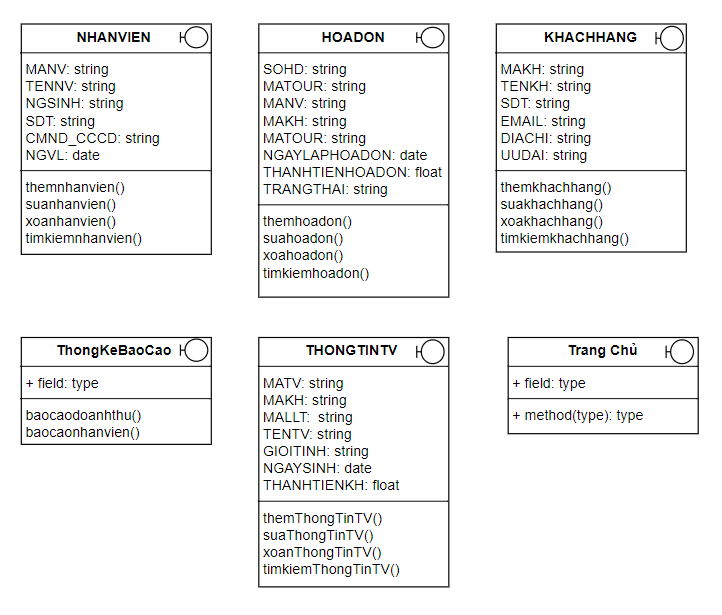 NHANVIEN
MANV: string
TENNV: string
NGSINH: string
SDT: string
CMND_CCCD: string
NGVL: date
themnhanvien()
suanhanvien()
xoanhanvien()
timkiemnhanvien()
HOADON
SOHD: string
MATOUR: string
MANV: string
MAKH: string
MATOUR: string
NGAYLAPHOADON: date
THANHTIENHOADON: float
TRANGTHAI: string
themhoadon()
suahoadon()
xoahoadon()
timkiemhoadon()
KHACHHANG
MAKH: string
TENKH: string
SDT: string
EMAIL: string
DIACHI: string
UUDAI: string
themkhachhang()
suakhachhang()
xoakhachhang()
timkiemkhachhang()
ThongKeBaoCao
+ field: type
baocaodoanhthu()
baocaonhanvien()
THONGTINTV
MATV: string
MAKH: string
MALLT: string
TENTV: string
GIOITINH: string
NGAYSINH: date
THANHTIENKH: float
themThongTinTV()
suaThongTinTV()
xoanThongTinTV()
timkiemThongTinTV()
Trang Chủ
+ field: type
+ method(type): type